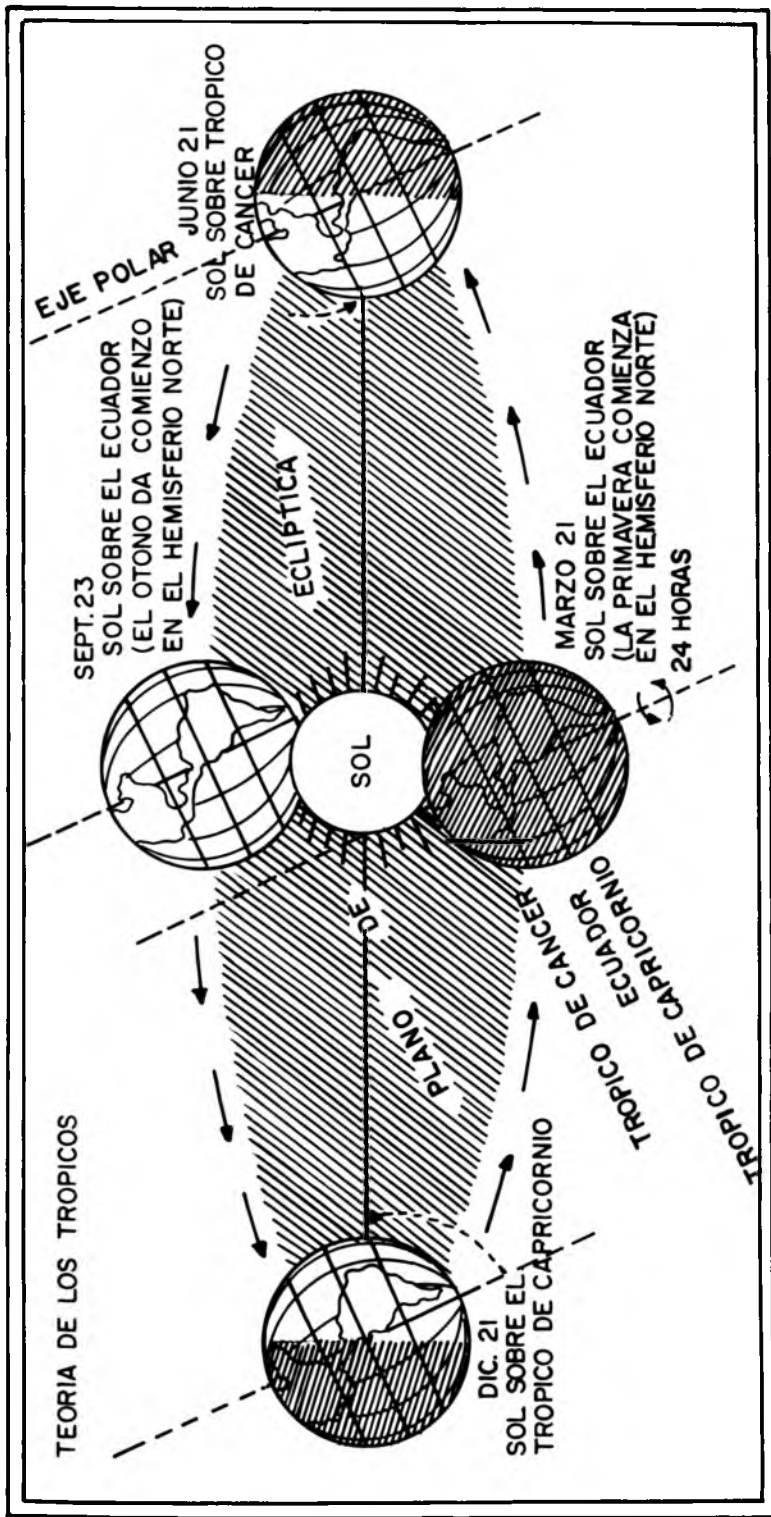 TEORIA DE LOS TROPICOS
SEPT. 23
SOL SOBRE EL ECUADOR
(EL OTONO DA COMIENZO
EN EL HEMISFERIO NORTE)
EJE POLAR
JUNIO 21
SOL SOBRE TROPICO
DE CANCER
ECLIPTICA
SOL
DE
PLANO
DIC. 21
SOL SOBRE EL
TROPICO DE CAPRICORNIO
TROPICO DE CANCER
ECUADOR
TROPICO DE CAPRICORNIO
MARZO 21
SOL SOBRE EL ECUADOR
(LA PRIMAVERA COMIENZA
EN EL HEMISFERIO NORTE)
24 HORAS